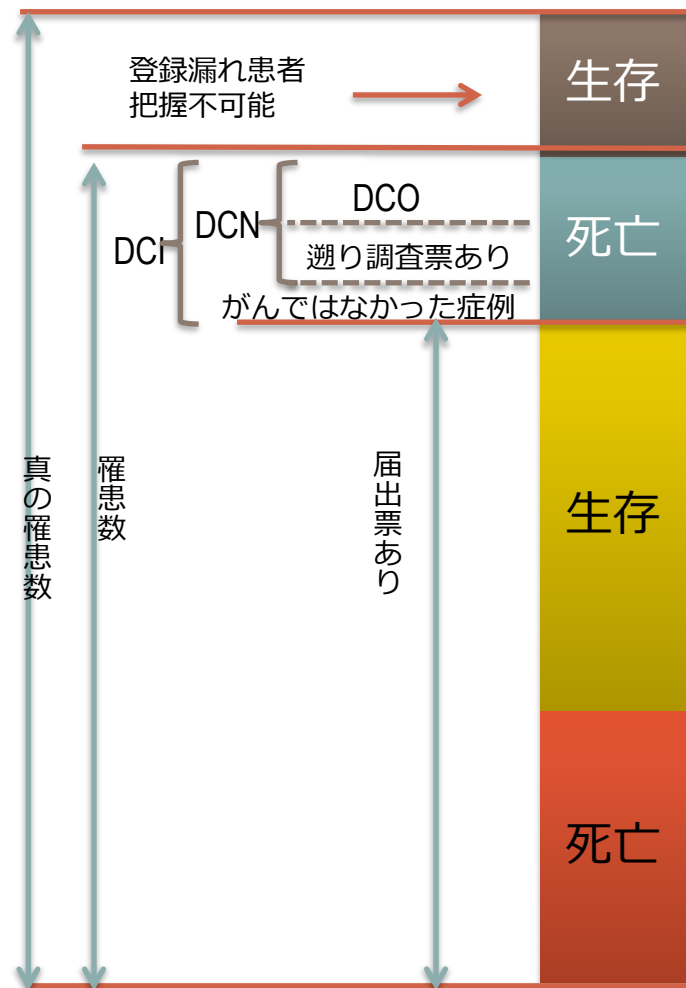 登録漏れ患者
把握不可能
生存
DCO
DCN
DCI
遡り調査票あり
死亡
がんではなかった症例
真の罹患数
罹患数
届出票あり
生存
死亡